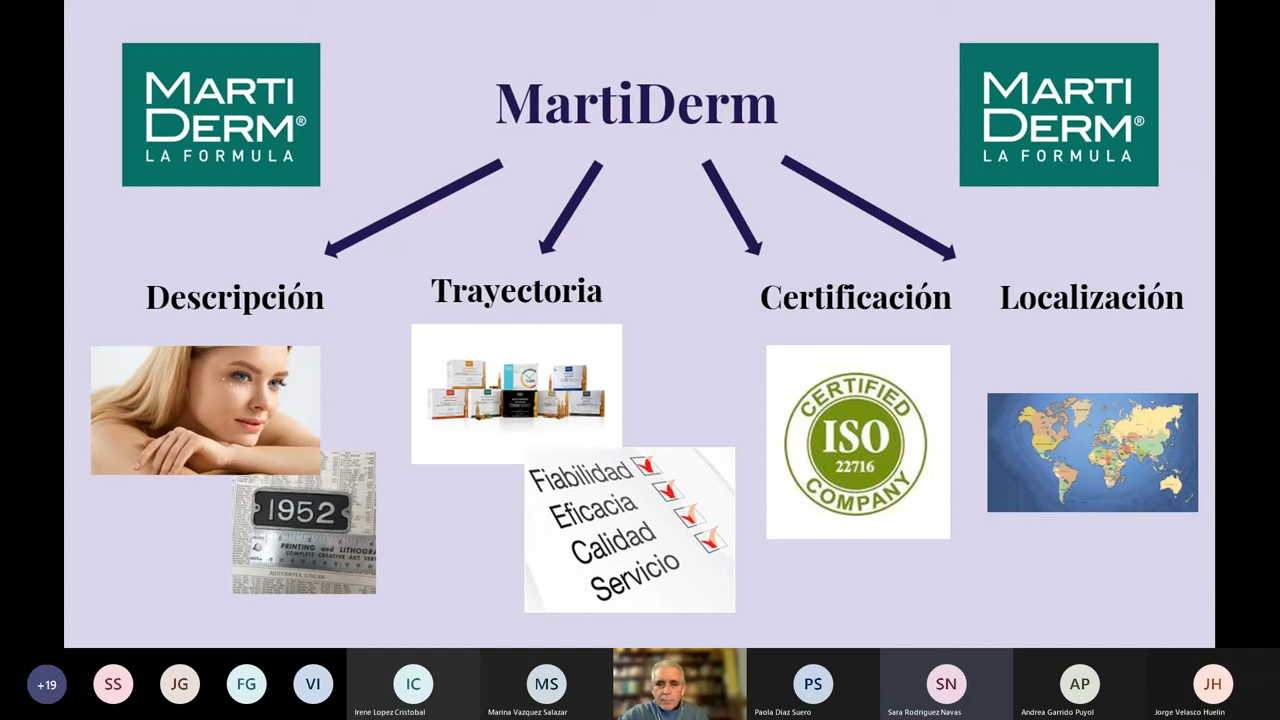 MARTI
DERM®
LA FORMULA
MartiDerm
MARTI
DERM®
LA FORMULA
Descripción
Trayectoria
Certificación
Localización
1952
PRINTING and LITHOGRA
COMPLETE CREATIVE ART SERV
Fiabilidad
Eficacia
Calidad
Servicio
CERTIFIED
ISO
22716
COMPANY
+19
SS
JG
FG
VI
IC
Irene Lopez Cristobal
MS
Marina Vazquez Salazar
PS
Paola Diaz Suero
SN
Sara Rodriguez Navas
AP
Andrea Garrido Puyol
JH
Jorge Velasco Huelin